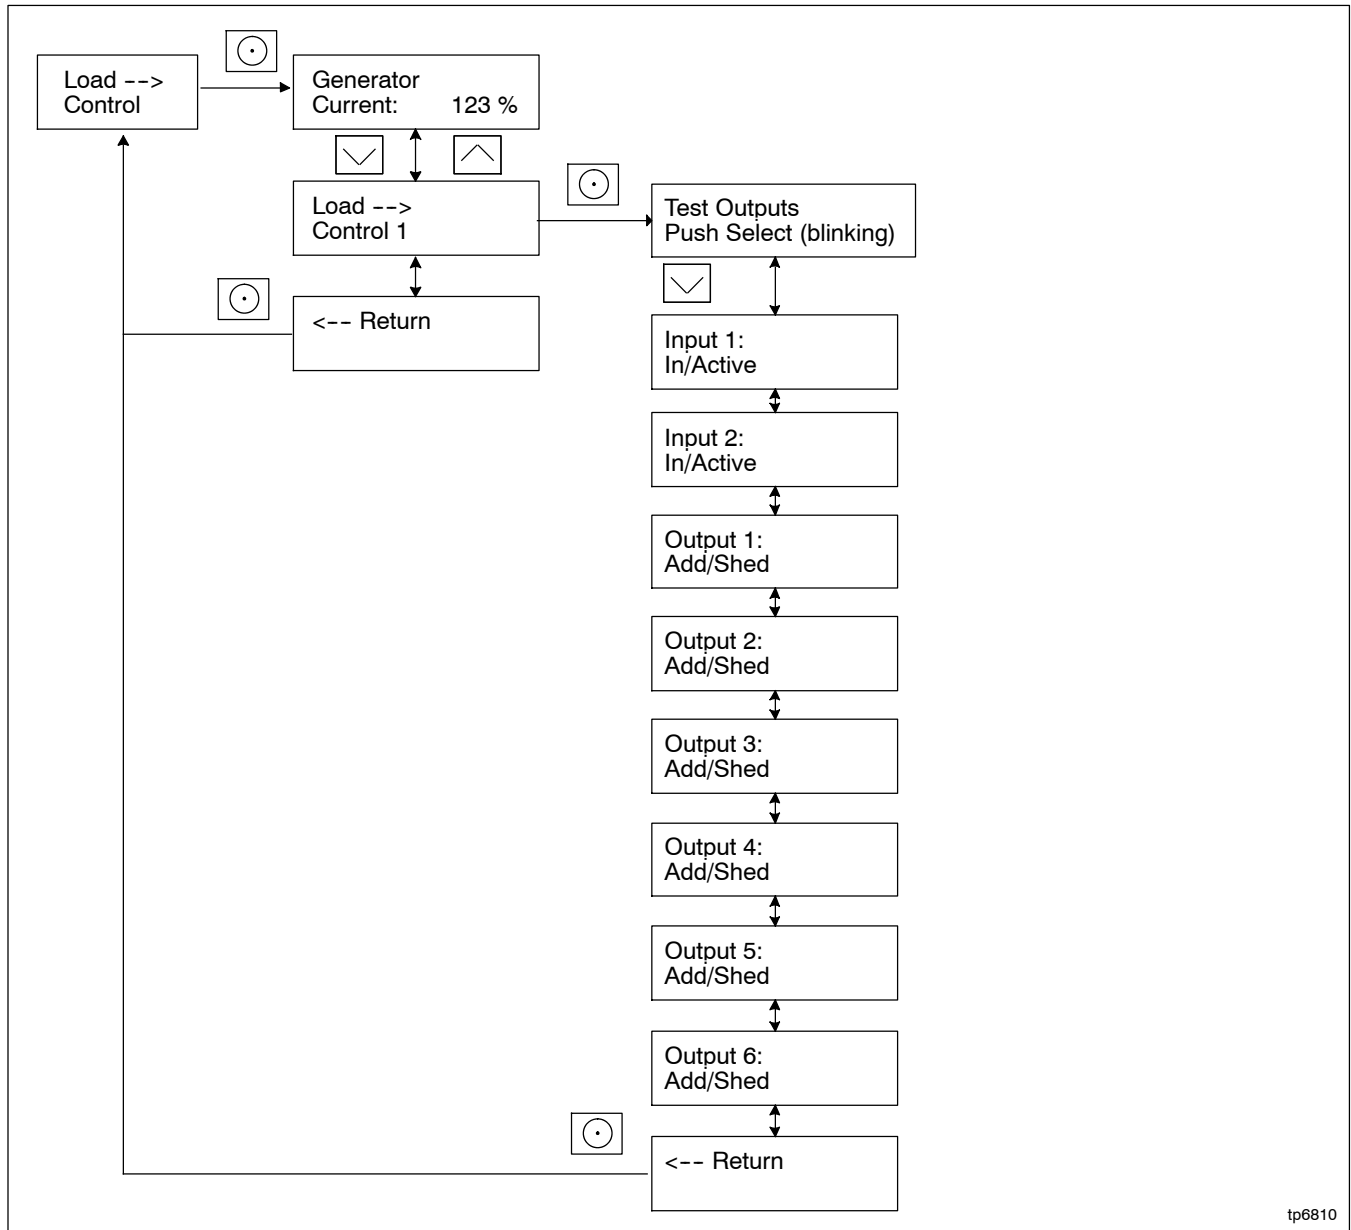 Load -->
Control
Generator
Current: 123 %
Load -->
Control 1
<-- Return
Test Outputs
Push Select (blinking)
Input 1:
In/Active
Input 2:
In/Active
Output 1:
Add/Shed
Output 2:
Add/Shed
Output 3:
Add/Shed
Output 4:
Add/Shed
Output 5:
Add/Shed
Output 6:
Add/Shed
<-- Return
tp6810